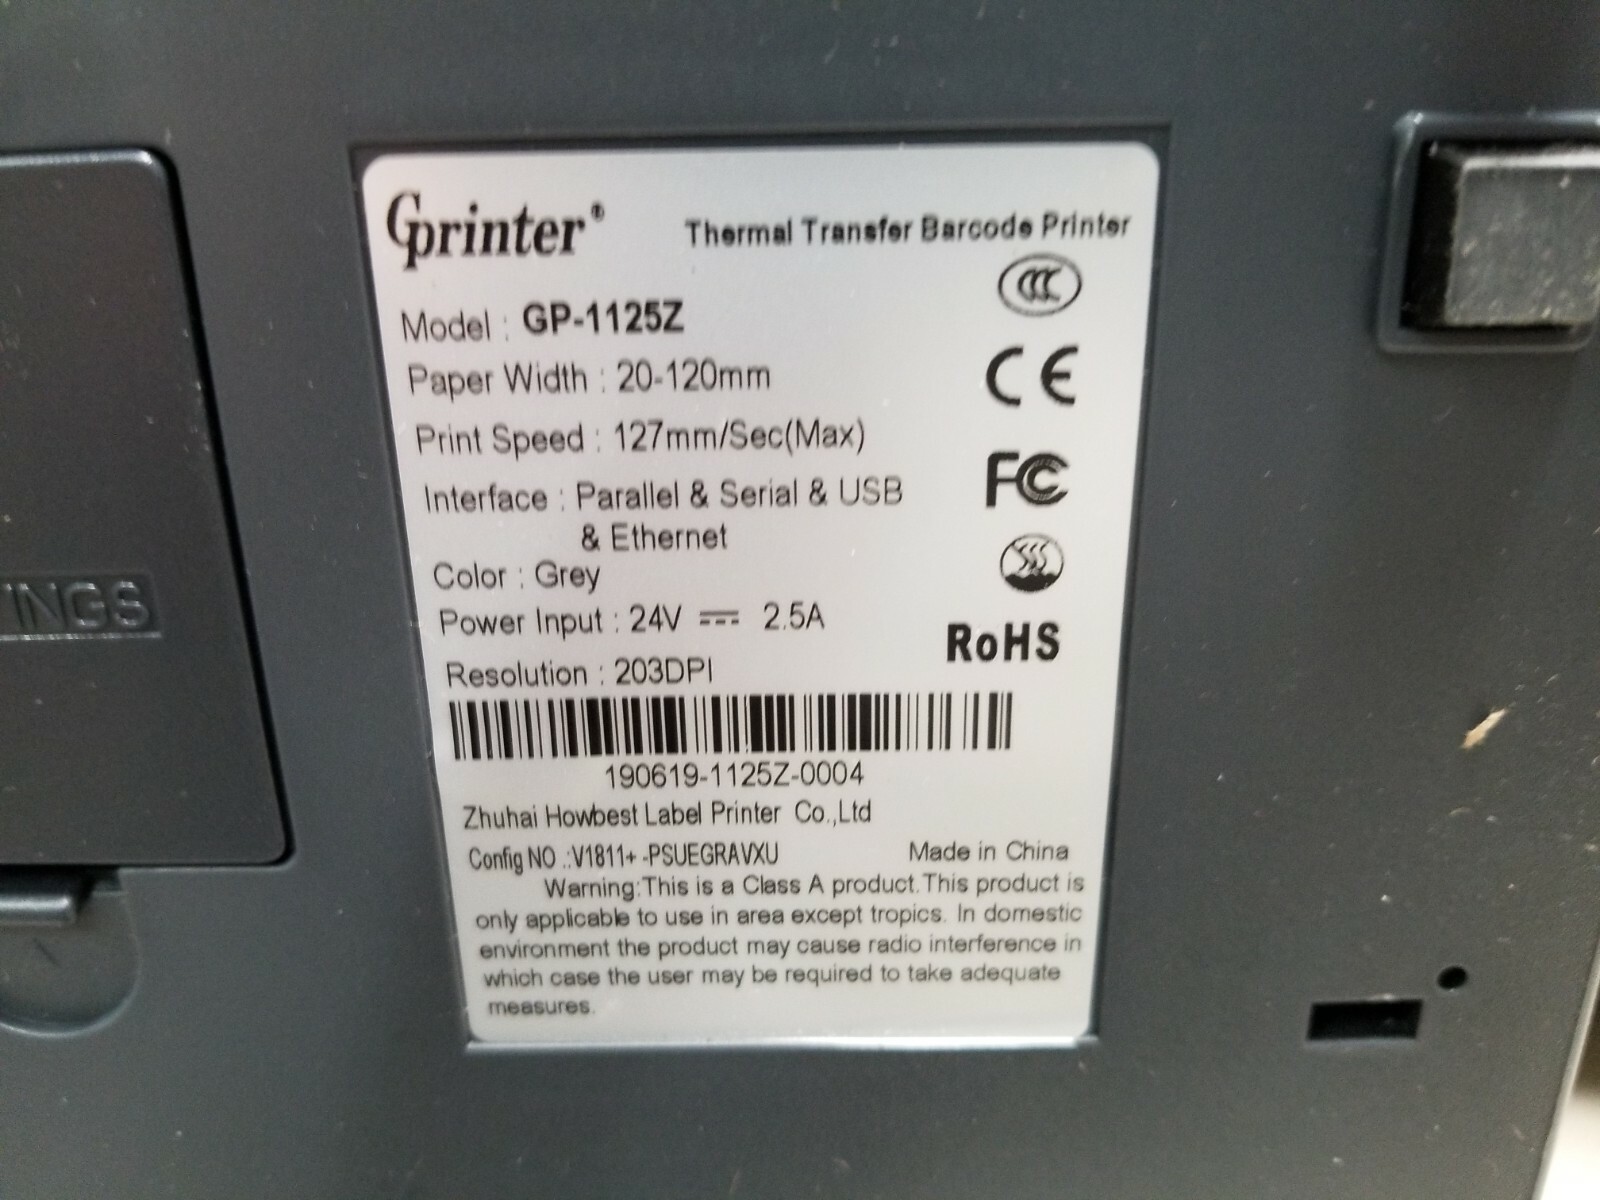 Gprinter®
Thermal Transfer Barcode Printer
Model : GP-1125Z
Paper Width : 20-120mm
Print Speed : 127mm/Sec(Max)
Interface : Parallel & Serial & USB
& Ethernet
Color : Grey
Power Input : 24V ⎓ 2.5A
Resolution : 203DPI
CCC
CE
FC
RoHS
190619-1125Z-0004
Zhuhai Howbest Label Printer Co.,Ltd
Config NO .:V1811+ -PSUEGRAVXU
Made in China
Warning:This is a Class A product.This product is
only applicable to use in area except tropics. In domestic
environment the product may cause radio interference in
which case the user may be required to take adequate
measures.
INGS